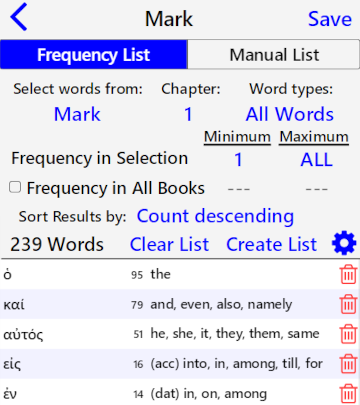 Mark Save
Frequency List Manual List
Select words from: Chapter: Word types:
Mark 1 All Words
Minimum Maximum
Frequency in Selection 1 ALL
Frequency in All Books --- ---
Sort Results by: Count descending
239 Words Clear List Create List
ὁ 95 the
καί 79 and, even, also, namely
αὐτός 51 he, she, it, they, them, same
εἰς 16 (acc) into, in, among, till, for
ἐν 14 (dat) in, on, among